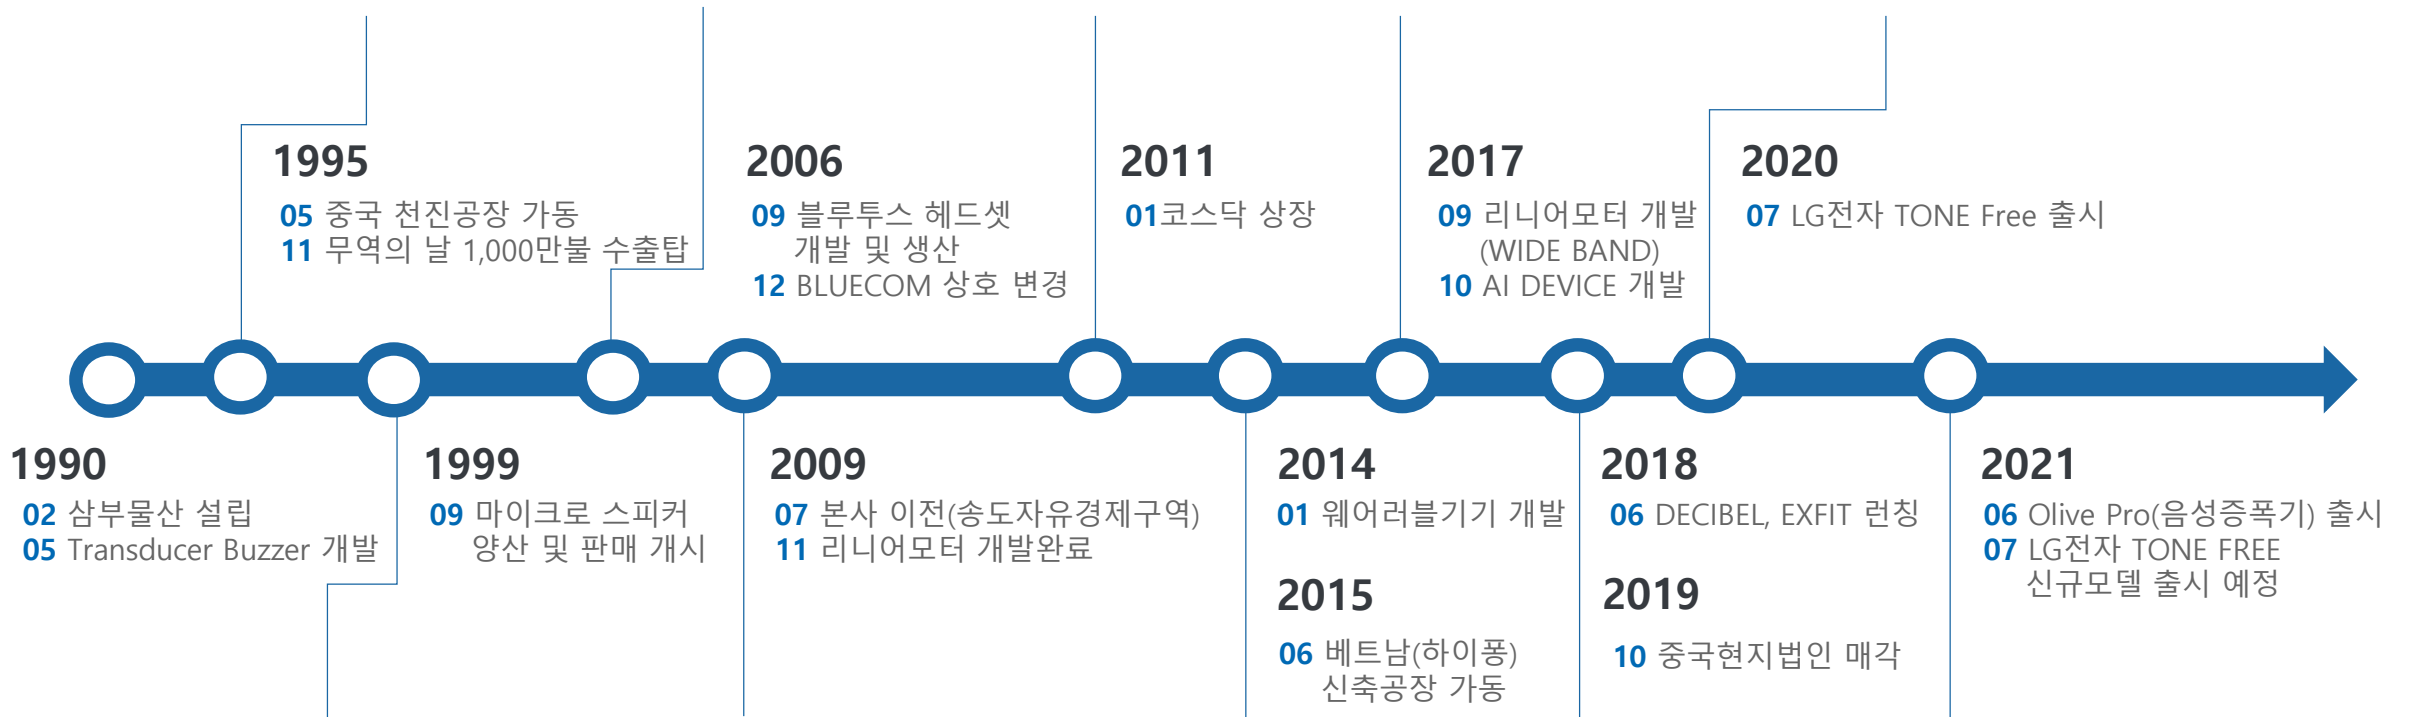 1995
05 중국 천진공장 가동
11 무역의 날 1,000만불 수출탑
2006
09 블루투스 헤드셋
개발 및 생산
12 BLUECOM 상호 변경
2011
01코스닥 상장
2017
09 리니어모터 개발
(WIDE BAND)
10 AI DEVICE 개발
2020
07 LG전자 TONE Free 출시
1990
02 삼부물산 설립
05 Transducer Buzzer 개발
1999
09 마이크로 스피커
양산 및 판매 개시
2009
07 본사 이전(송도자유경제구역)
11 리니어모터 개발완료
2014
01 웨어러블기기 개발
2015
06 베트남(하이퐁)
신축공장 가동
2018
06 DECIBEL, EXFIT 런칭
2019
10 중국현지법인 매각
2021
06 Olive Pro(음성증폭기) 출시
07 LG전자 TONE FREE
신규모델 출시 예정